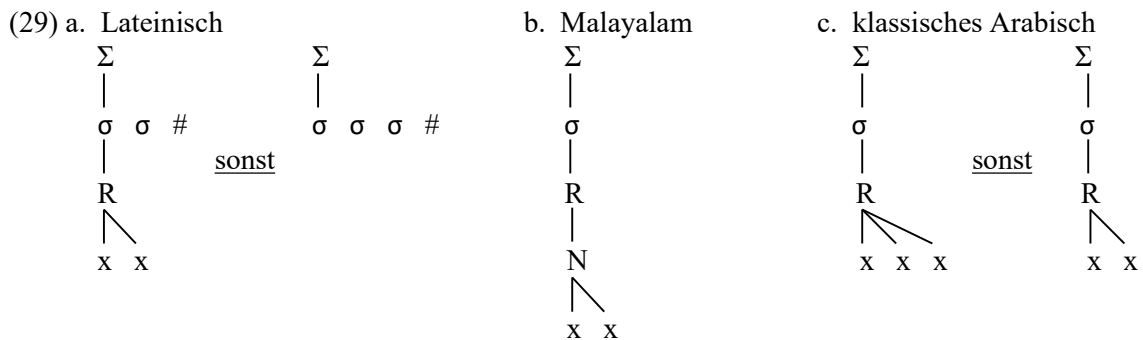 (29) a. Lateinisch b. Malayalam c. klassisches Arabisch
Σ Σ Σ Σ Σ
σ σ # σ σ σ # σ σ σ
sonst sonst
R R R R
N
x x x x x x x
x x